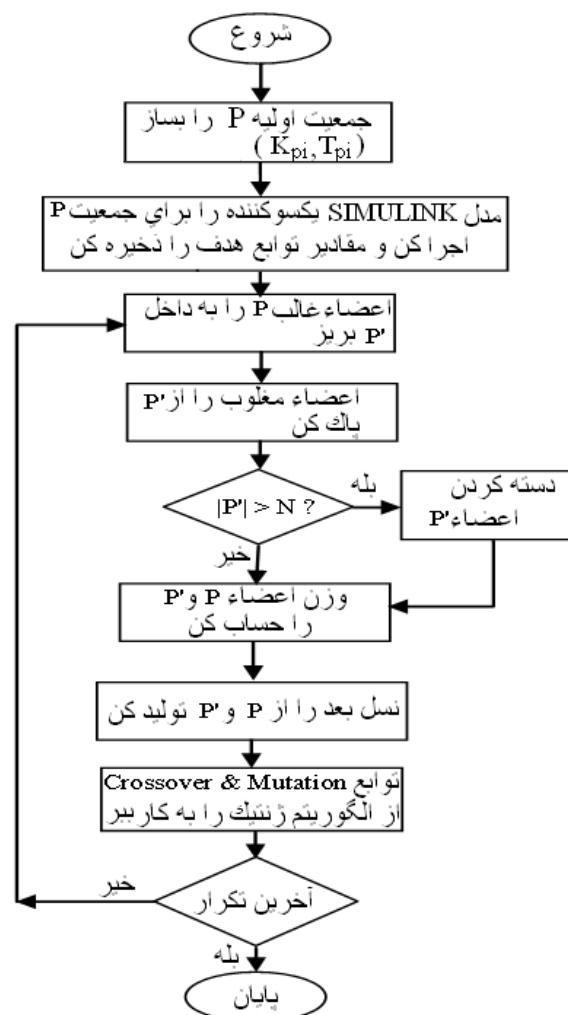 شروع
جمعیت اولیه P را بساز
(Kpi,Tpi)
مدل SIMULINK یکسوکننده را براي جمعیت P
اجرا کن و مقادیر توابع هدف را ذخیره کن
اعضاء غالب P را به داخل
P' بریز
اعضاء مغلوب را از P'
پاك کن
|P'| > N ?
بله
دسته کردن
اعضاء P'
خیر
وزن اعضاء P و P'
را حساب کن
نسل بعد را از P و P' تولید کن
توابع Crossover & Mutation
از الگوریتم ژنتیك را به کار ببر
خیر
آخرین تکرار
بله
پایان